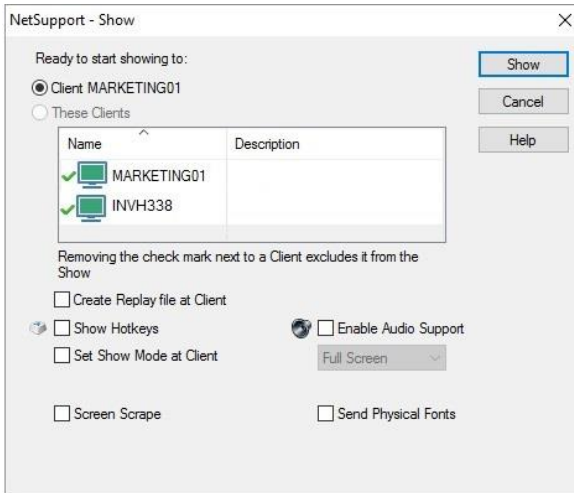 NetSupport - Show
Ready to start showing to:
Show
Client MARKETING01
Cancel
These Clients
Name Description
Help
MARKETING01
INVH338
Removing the check mark next to a Client excludes it from the
Show
Create Replay file at Client
Show Hotkeys Enable Audio Support
Set Show Mode at Client Full Screen
Screen Scrape Send Physical Fonts